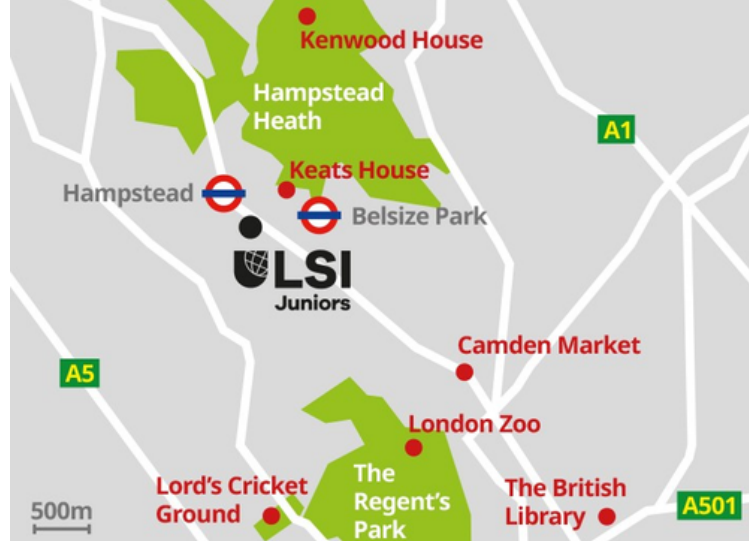 Kenwood House
Hampstead
Heath
A1
Keats House
Hampstead
Belsize Park
LSI
Juniors
Camden Market
A5
London Zoo
The
Regent's
Park
Lord's Cricket
Ground
The British
Library
A501
500m